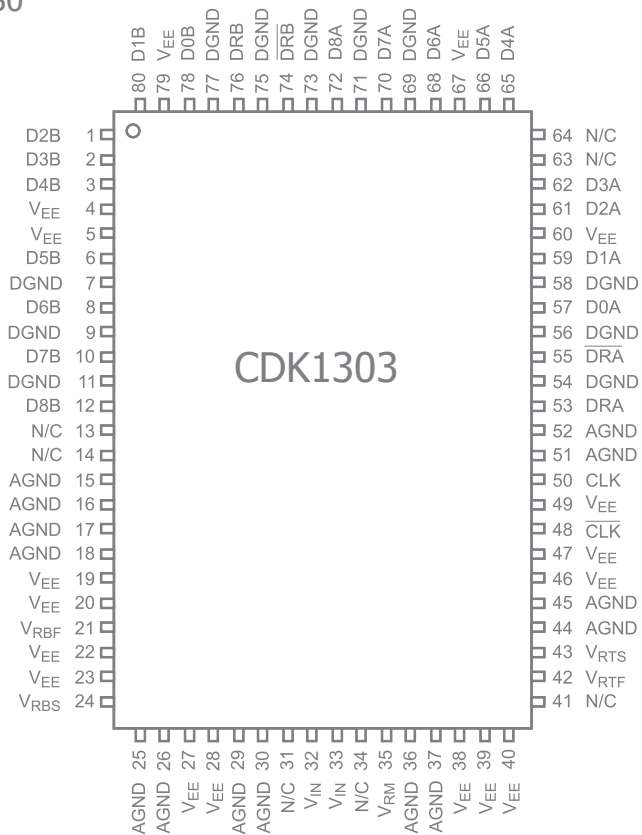 80 D1B
79 VEE
78 D0B
77 DGND
76 DRB
75 DGND
74 DRB
73 DGND
72 D8A
71 DGND
70 D7A
69 DGND
68 D6A
67 VEE
66 D5A
65 D4A
D2B 1
D3B 2
D4B 3
VEE 4
VEE 5
D5B 6
DGND 7
D6B 8
DGND 9
D7B 10
DGND 11
D8B 12
N/C 13
N/C 14
AGND 15
AGND 16
AGND 17
AGND 18
VEE 19
VEE 20
VRBF 21
VEE 22
VEE 23
VRBS 24
CDK1303
64 N/C
63 N/C
62 D3A
61 D2A
60 VEE
59 D1A
58 DGND
57 D0A
56 DGND
55 DRA
54 DGND
53 DRA
52 AGND
51 AGND
50 CLK
49 VEE
48 CLK
47 VEE
46 VEE
45 AGND
44 AGND
43 VRTS
42 VRTF
41 N/C
AGND 25
AGND 26
VEE 27
VEE 28
AGND 29
AGND 30
N/C 31
VIN 32
VIN 33
N/C 34
VRM 35
AGND 36
AGND 37
VEE 38
VEE 39
VEE 40